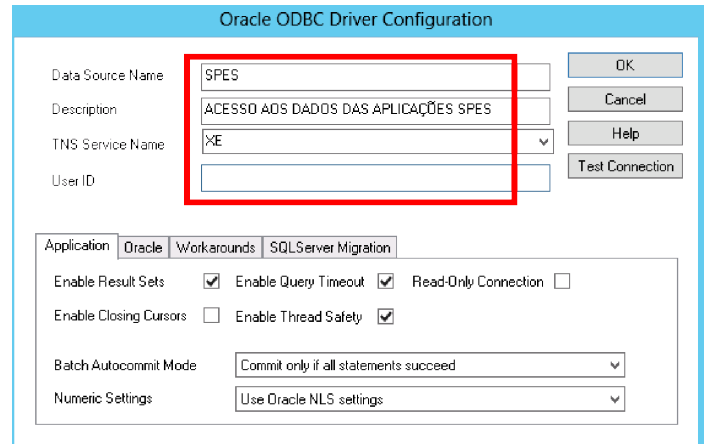 Oracle ODBC Driver Configuration
Data Source Name SPES OK
Description ACESSO AOS DADOS DAS APLICAÇÕES SPES Cancel
TNS Service Name XE Help
User ID Test Connection
Application Oracle Workarounds SQLServer Migration
Enable Result Sets Enable Query Timeout Read-Only Connection
Enable Closing Cursors Enable Thread Safety
Batch Autocommit Mode Commit only if all statements succeed
Numeric Settings Use Oracle NLS settings